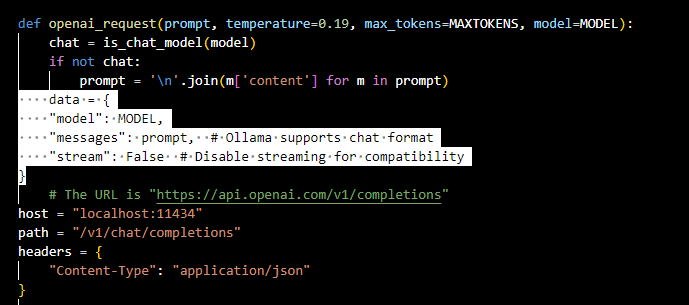 def openai_request(prompt, temperature=0.19, max_tokens=MAXTOKENS, model=MODEL):
    chat = is_chat_model(model)
    if not chat:
        prompt = '\n'.join(m['content'] for m in prompt)
    data = {
    "model": MODEL,
    "messages": prompt,  # Ollama supports chat format
    "stream": False  # Disable streaming for compatibility
}
    # The URL is "https://api.openai.com/v1/completions"
host = "localhost:11434"
path = "/v1/chat/completions"
headers = {
    "Content-Type": "application/json"
}